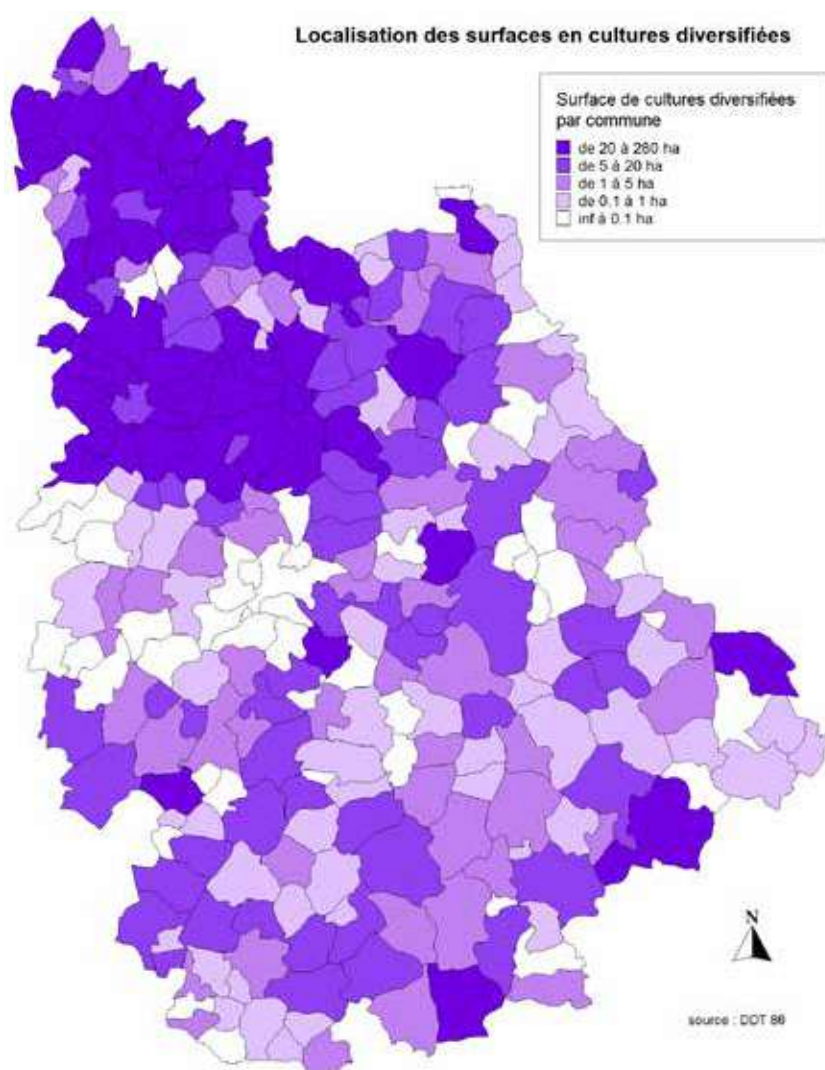 Localisation des surfaces en cultures diversifiées
Surface de cultures diversifiées
par commune
de 20 à 280 ha
de 5 à 20 ha
de 1 à 5 ha
de 0.1 à 1 ha
inf à 0.1 ha
N
source : DDT 86